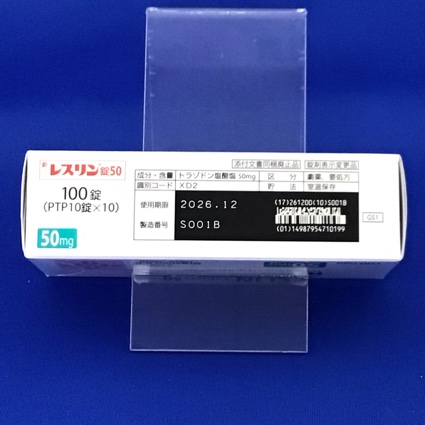 レスリン錠50
100錠
(PTP10錠×10)
50mg
添付文書同梱廃止品 錠剤表示変更品
成分・含量 トラゾドン塩酸塩 50mg 区分 劇薬、要処方
識別コード XD2 貯法 室温保存
使用期限 2026.12
製造番号 S001B
(17)261200(10)S001B
(01)14987954710199
GS1